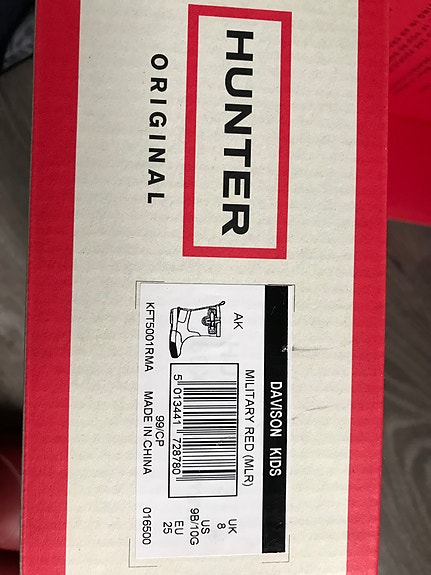 HUNTER
ORIGINAL
DAVISON KIDS
MILITARY RED (MLR)
AK
UK
8
US
9B/10G
EU
25
5 013441 728780
99/CP
KFT5001RMA MADE IN CHINA 016500